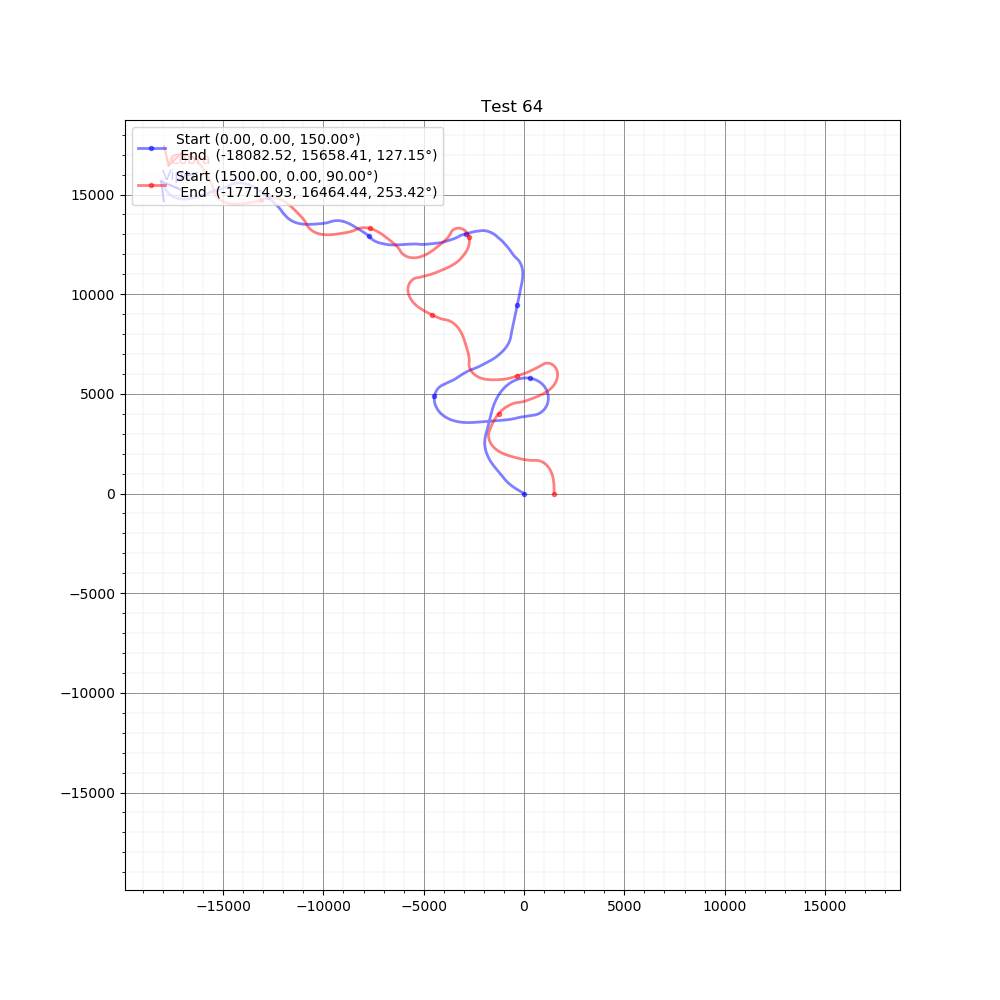 Test 64
Start (0.00, 0.00, 150.00°)
End (-18082.52, 15658.41, 127.15°)
Start (1500.00, 0.00, 90.00°)
End (-17714.93, 16464.44, 253.42°)
15000
10000
5000
0
−5000
−10000
−15000
−15000 −10000 −5000 0 5000 10000 15000